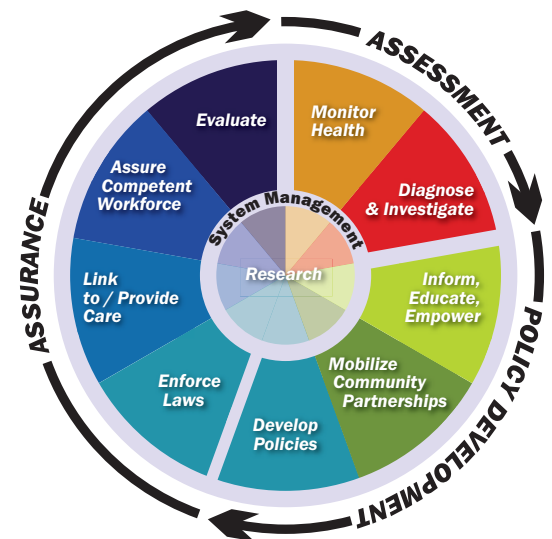 ASSESSMENT
POLICY DEVELOPMENT
ASSURANCE
Monitor
Health
Diagnose
& Investigate
Inform,
Educate,
Empower
Mobilize
Community
Partnerships
Develop
Policies
Enforce
Laws
Link
to / Provide
Care
Assure
Competent
Workforce
Evaluate
System Management
Research